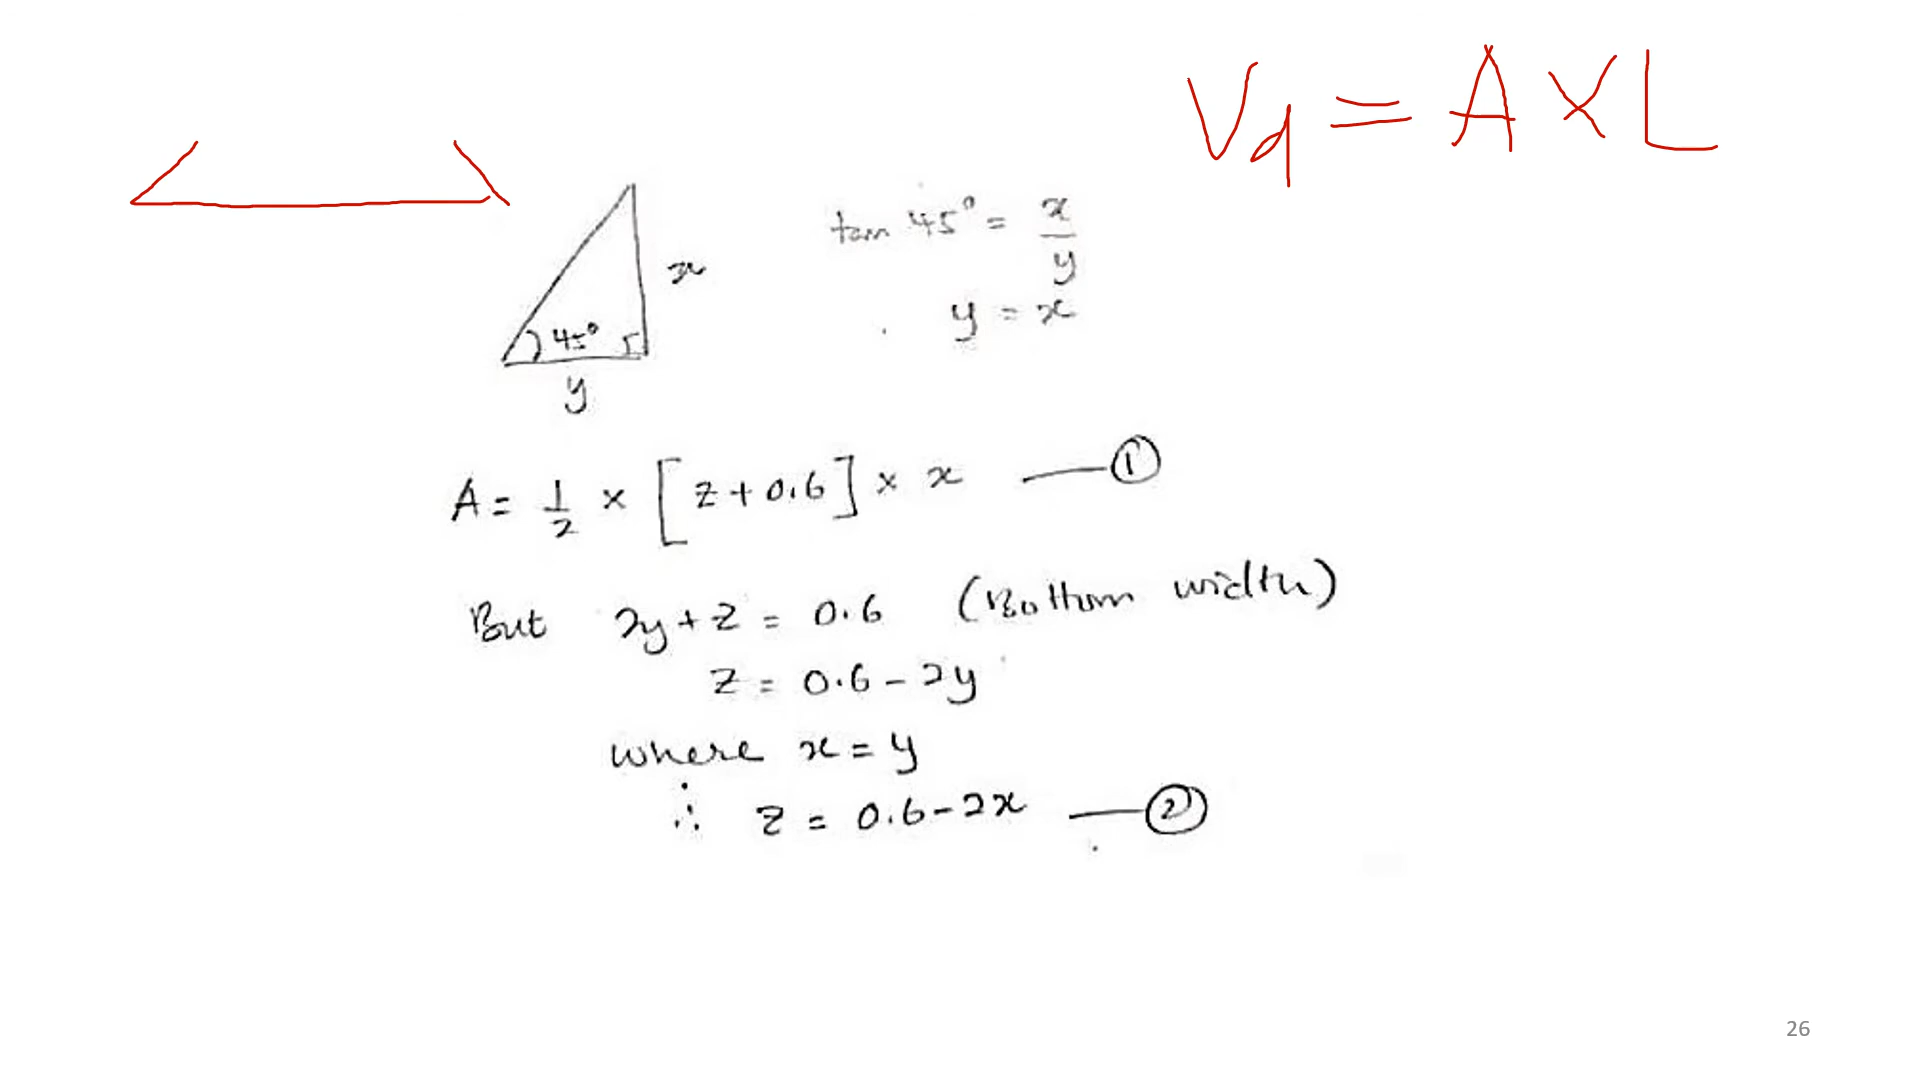 Vd = A × L
tan 45° = x/y
x
y = x
45°
y
A = 1/2 × [z + 0.6] × x — ①
But 2y + z = 0.6 (Bottom width)
z = 0.6 - 2y
where x = y
∴ z = 0.6 - 2x — ②
26